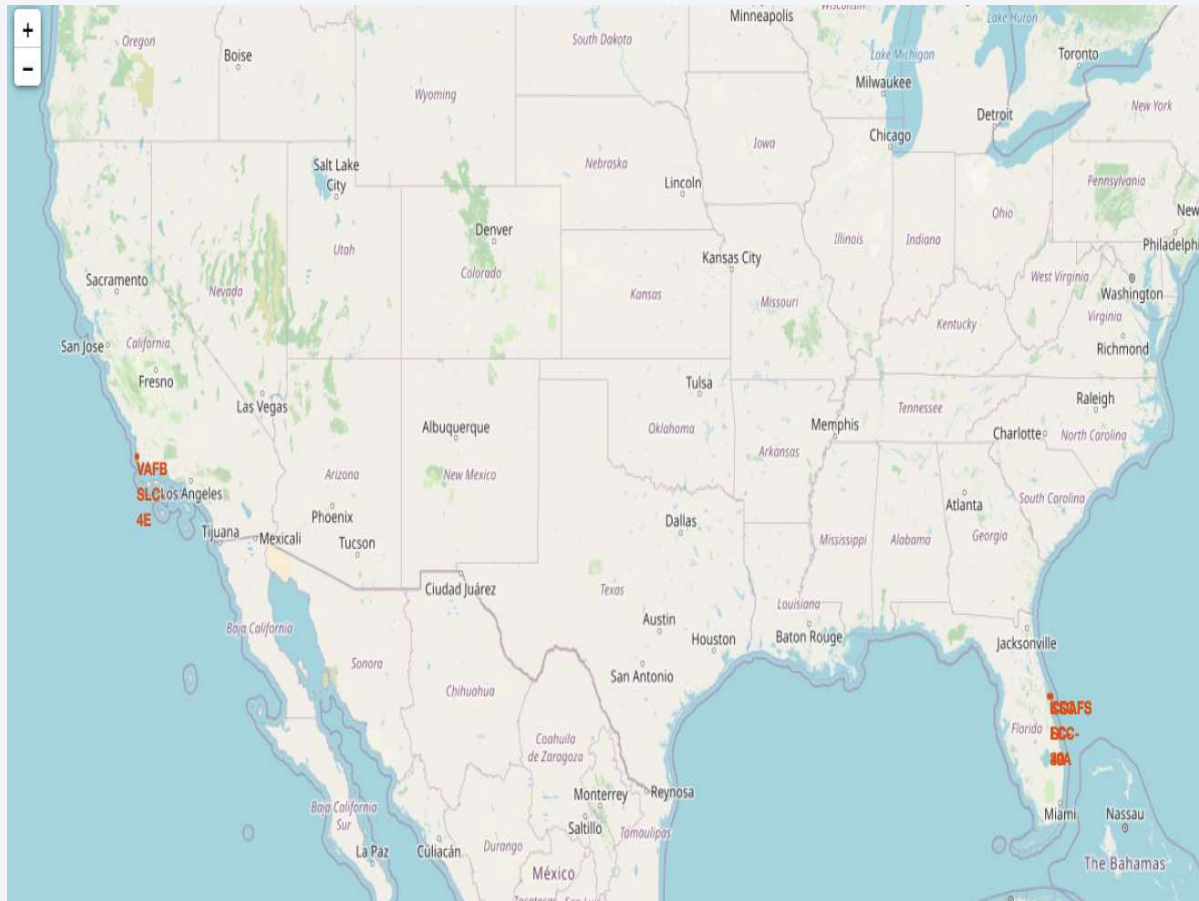 +
−
Oregon
Boise
South Dakota
Minneapolis
Wisconsin
Lake Huron
Toronto
Lake Michigan
Milwaukee
Wyoming
Detroit
New York
Chicago
Iowa
Salt Lake
City
Nebraska
Lincoln
Pennsylvania
New
Ohio
Denver
Utah
Illinois
Indiana
Philadelphi
Colorado
Kansas City
Sacramento
Nevada
Kansas
Missouri
West Virginia
Washington
Virginia
Kentucky
San Jose
California
Richmond
Fresno
Tulsa
Las Vegas
Raleigh
Tennessee
Albuquerque
Oklahoma
Memphis
Charlotte
North Carolina
Arkansas
VAFB
SLC-
4E
Los Angeles
Arizona
New Mexico
South Carolina
Atlanta
Phoenix
Dallas
Tijuana
Mexicali
Tucson
Mississippi
Alabama
Georgia
Ciudad Juárez
Texas
Louisiana
Austin
Baja California
Houston
Baton Rouge
Jacksonville
Sonora
San Antonio
Chihuahua
Florida
Coahuila
de Zaragoza
Monterrey
Reynosa
Baja California
Sur
Saltillo
Tamaulipas
Miami
Nassau
La Paz
Culiacán
Durango
The Bahamas
México